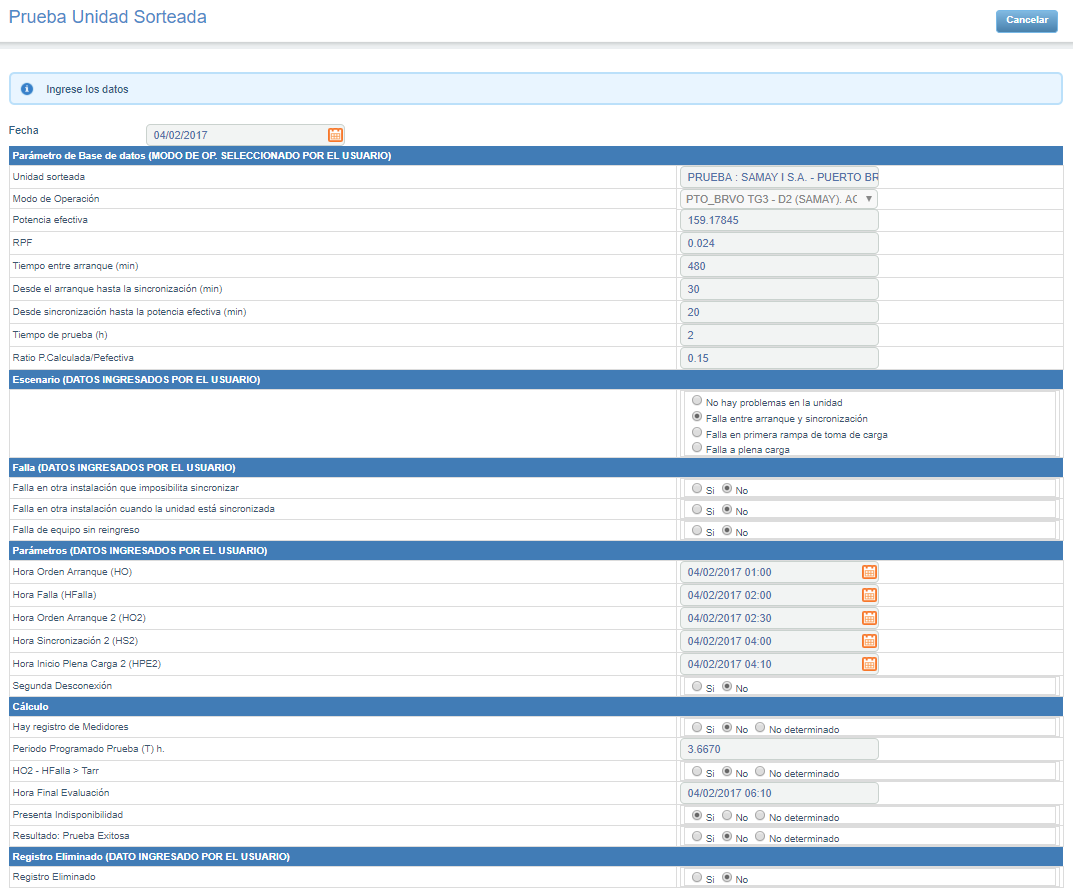 Prueba Unidad Sorteada
Cancelar
Ingrese los datos
Fecha 04/02/2017
Parámetro de Base de datos (MODO DE OP. SELECCIONADO POR EL USUARIO)
Unidad sorteada PRUEBA : SAMAY I S.A. - PUERTO BR
Modo de Operación PTO_BRVO TG3 - D2 (SAMAY). AC
Potencia efectiva 159.17845
RPF 0.024
Tiempo entre arranque (min) 480
Desde el arranque hasta la sincronización (min) 30
Desde sincronización hasta la potencia efectiva (min) 20
Tiempo de prueba (h) 2
Ratio P.Calculada/Pefectiva 0.15
Escenario (DATOS INGRESADOS POR EL USUARIO)
No hay problemas en la unidad
Falla entre arranque y sincronización
Falla en primera rampa de toma de carga
Falla a plena carga
Falla (DATOS INGRESADOS POR EL USUARIO)
Falla en otra instalación que imposibilita sincronizar Si No
Falla en otra instalación cuando la unidad está sincronizada Si No
Falla de equipo sin reingreso Si No
Parámetros (DATOS INGRESADOS POR EL USUARIO)
Hora Orden Arranque (HO) 04/02/2017 01:00
Hora Falla (HFalla) 04/02/2017 02:00
Hora Orden Arranque 2 (HO2) 04/02/2017 02:30
Hora Sincronización 2 (HS2) 04/02/2017 04:00
Hora Inicio Plena Carga 2 (HPE2) 04/02/2017 04:10
Segunda Desconexión Si No
Cálculo
Hay registro de Medidores Si No No determinado
Periodo Programado Prueba (T) h. 3.6670
HO2 - HFalla > Tarr Si No No determinado
Hora Final Evaluación 04/02/2017 06:10
Presenta Indisponibilidad Si No No determinado
Resultado: Prueba Exitosa Si No No determinado
Registro Eliminado (DATO INGRESADO POR EL USUARIO)
Registro Eliminado Si No